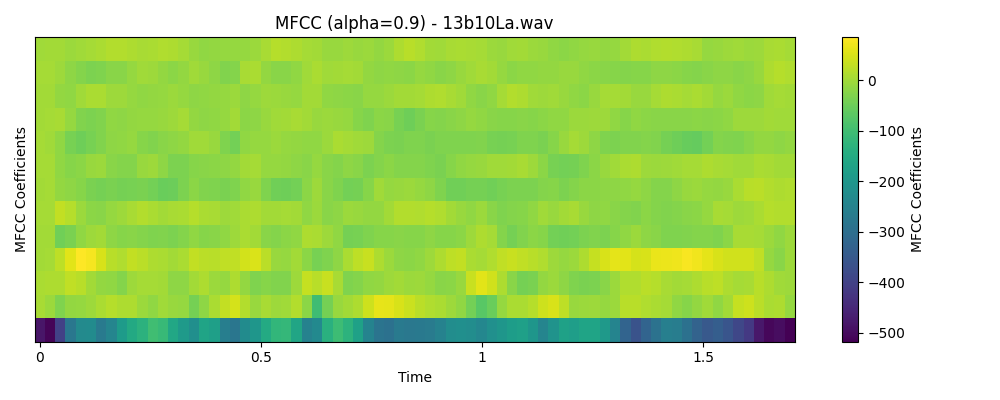 MFCC (alpha=0.9) - 13b10La.wav
MFCC Coefficients
0
0.5
1
1.5
Time
0
−100
−200
−300
−400
−500
MFCC Coefficients